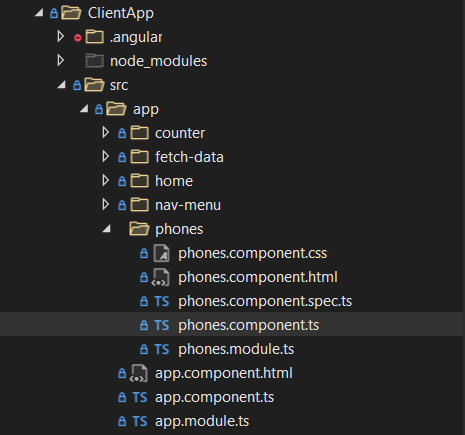 ClientApp
.angular
node_modules
src
app
counter
fetch-data
home
nav-menu
phones
phones.component.css
phones.component.html
TS phones.component.spec.ts
TS phones.component.ts
TS phones.module.ts
app.component.html
TS app.component.ts
TS app.module.ts